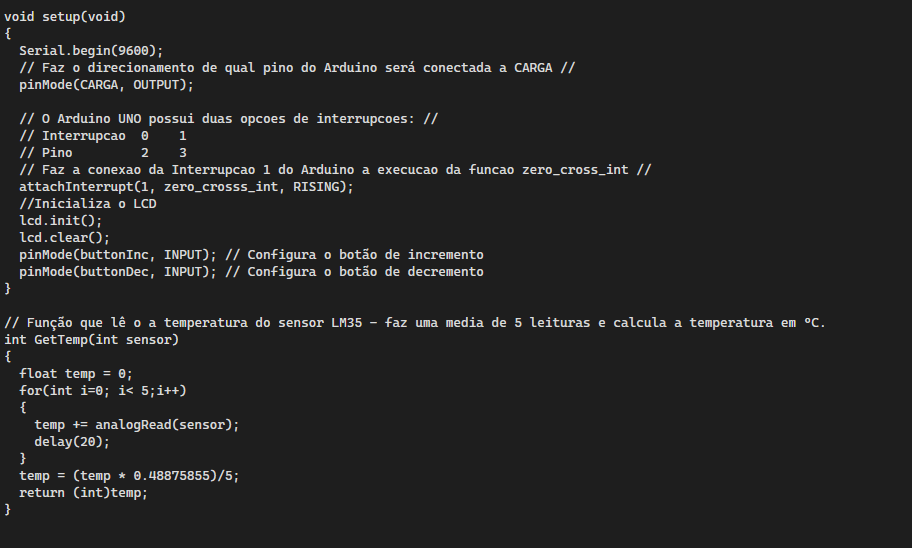 void setup(void)
{
  Serial.begin(9600);
  // Faz o direcionamento de qual pino do Arduino será conectada a CARGA //
  pinMode(CARGA, OUTPUT);

  // O Arduino UNO possui duas opcoes de interrupcoes: //
  // Interrupcao  0    1
  // Pino         2    3
  // Faz a conexao da Interrupcao 1 do Arduino a execucao da funcao zero_cross_int //
  attachInterrupt(1, zero_crosss_int, RISING);
  //Inicializa o LCD
  lcd.init();
  lcd.clear();
  pinMode(buttonInc, INPUT); // Configura o botão de incremento
  pinMode(buttonDec, INPUT); // Configura o botão de decremento
}

// Função que lê o a temperatura do sensor LM35 - faz uma media de 5 leituras e calcula a temperatura em ºC.
int GetTemp(int sensor)
{
  float temp = 0;
  for(int i=0; i< 5;i++)
  {
    temp += analogRead(sensor);
    delay(20);
  }
  temp = (temp * 0.48875855)/5;
  return (int)temp;
}